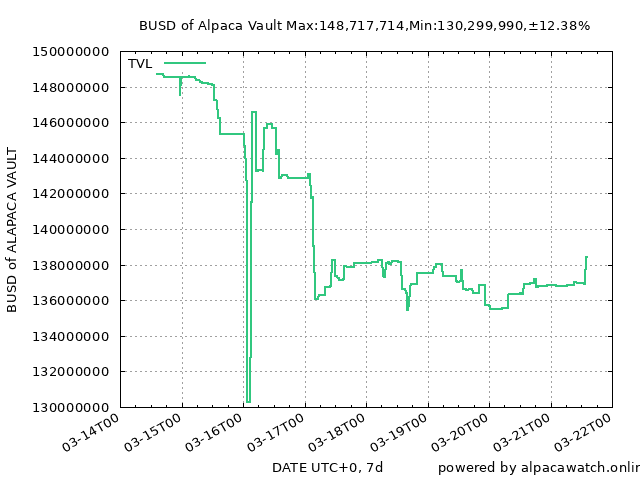 BUSD of Alpaca Vault Max:148,717,714,Min:130,299,990,±12.38%
150000000
TVL
148000000
146000000
144000000
142000000
140000000
138000000
136000000
134000000
132000000
130000000
BUSD of ALAPACA VAULT
03-14T00
03-15T00
03-16T00
03-17T00
03-18T00
03-19T00
03-20T00
03-21T00
03-22T00
DATE UTC+0, 7d
powered by alpacawatch.onlin